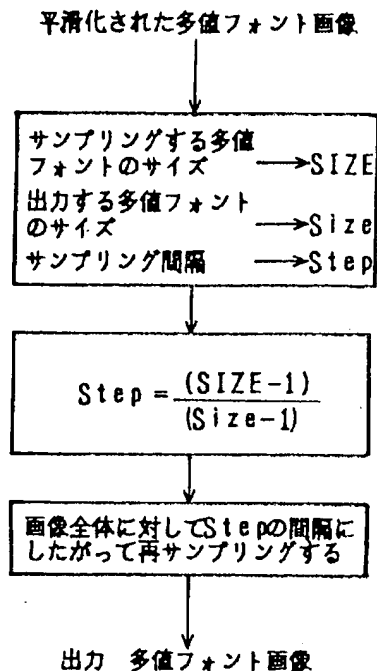 平滑化された多値フォント画像
サンプリングする多値
フォントのサイズ →SIZE
出力する多値フォント
のサイズ →Size
サンプリング間隔 →Step
Step = (SIZE-1)
(Size-1)
画像全体に対してStepの間隔に
したがって再サンプリングする
出力 多値フォント画像